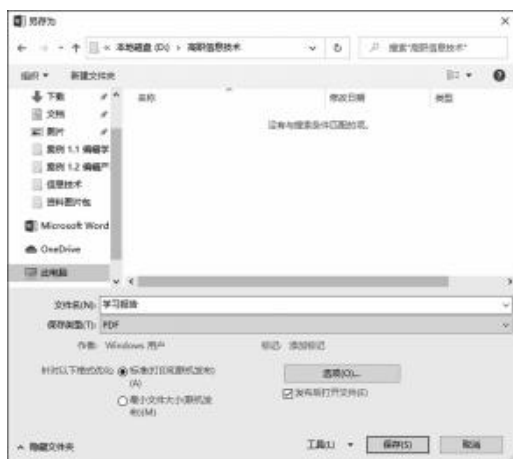 另存为
« 本地磁盘 (D:) › 高职信息技术
搜索"高职信息技术"
组织 新建文件夹
名称 修改日期 类型
没有与搜索条件匹配的项。
下载
文档
图片
案例 1.1 编辑学
案例 1.2 编辑产
信息技术
资料图片包
Microsoft Word
OneDrive
此电脑
文件名(N): 学习报告
保存类型(T): PDF
作者: Windows 用户 标记: 添加标记
针对以下格式优化: 标准(打印和联机发布)
(A)
最小文件大小(联机发
布)(M)
选项(O)...
发布后打开文件(E)
隐藏文件夹
工具(L) 保存(S) 取消